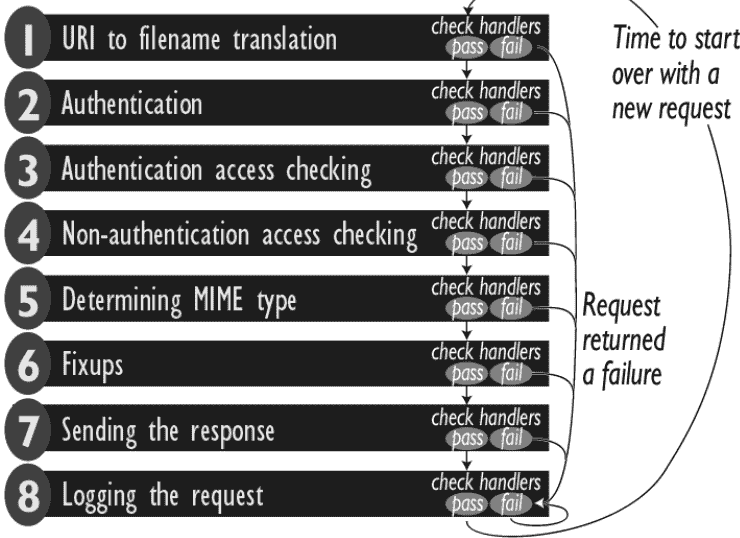 1 URI to filename translation check handlers
pass fail
2 Authentication check handlers
pass fail
3 Authentication access checking check handlers
pass fail
4 Non-authentication access checking check handlers
pass fail
5 Determining MIME type check handlers
pass fail
6 Fixups check handlers
pass fail
7 Sending the response check handlers
pass fail
8 Logging the request check handlers
pass fail
Time to start
over with a
new request
Request
returned
a failure